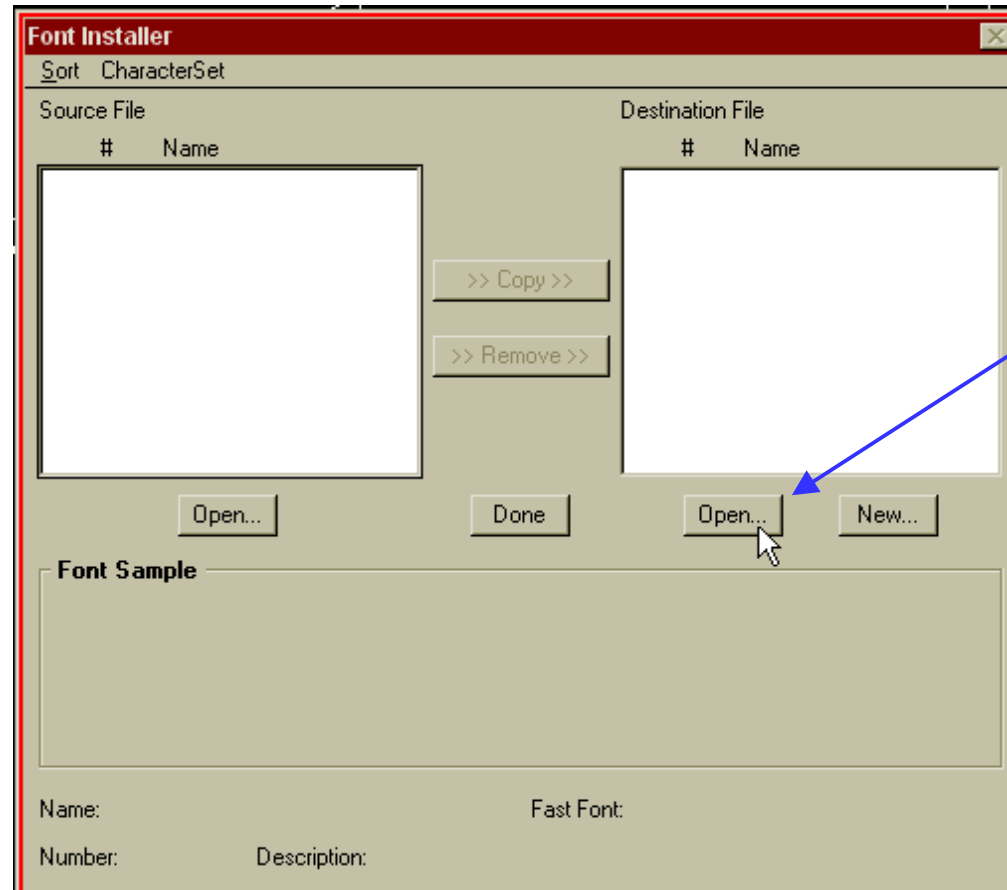 Font Installer
Sort CharacterSet
Source File Destination File
# Name # Name
>> Copy >>
>> Remove >>
Open... Done Open... New...
Font Sample
Name: Fast Font:
Number: Description: